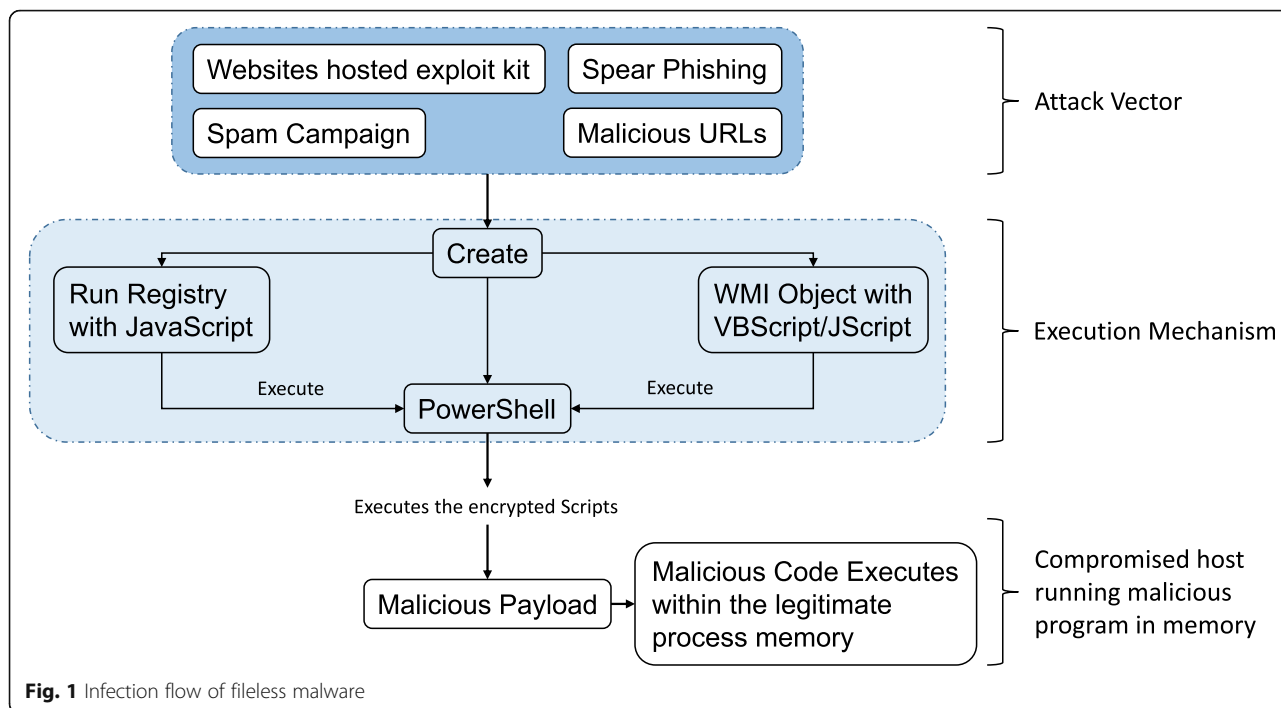 Websites hosted exploit kit
Spear Phishing
Spam Campaign
Malicious URLs
Attack Vector
Create
Run Registry
with JavaScript
WMI Object with
VBScript/JScript
Execution Mechanism
Execute
Execute
PowerShell
Executes the encrypted Scripts
Malicious Payload
Malicious Code Executes
within the legitimate
process memory
Compromised host
running malicious
program in memory
Fig. 1 Infection flow of fileless malware